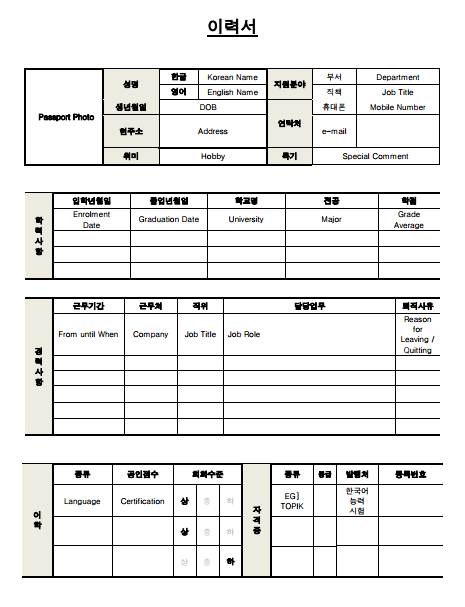 이력서
Passport Photo
성명
한글
Korean Name
지원분야
부서
Department
영어
English Name
직책
Job Title
생년월일
DOB
연락처
휴대폰
Mobile Number
현주소
Address
e-mail
취미
Hobby
특기
Special Comment
학력사항
입학년월일
졸업년월일
학교명
전공
학점
Enrolment
Date
Graduation Date
University
Major
Grade
Average
경력사항
근무기간
근무처
직위
담당업무
퇴직사유
From until When
Company
Job Title
Job Role
Reason
for
Leaving /
Quitting
어학
종류
공인점수
회화수준
Language
Certification
상 중 하
상 중 하
상 중 하
자격증
종류
등급
발행처
등록번호
EG]
TOPIK
한국어
능력
시험